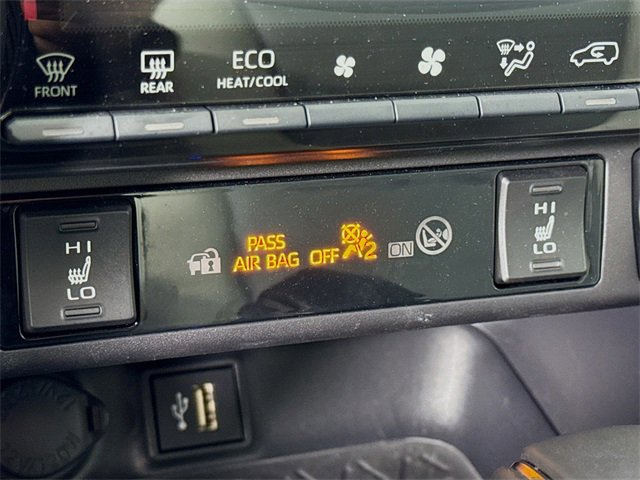 FRONT
REAR
ECO
HEAT/COOL
HI
LO
PASS
AIR BAG OFF 2 ON
HI
LO